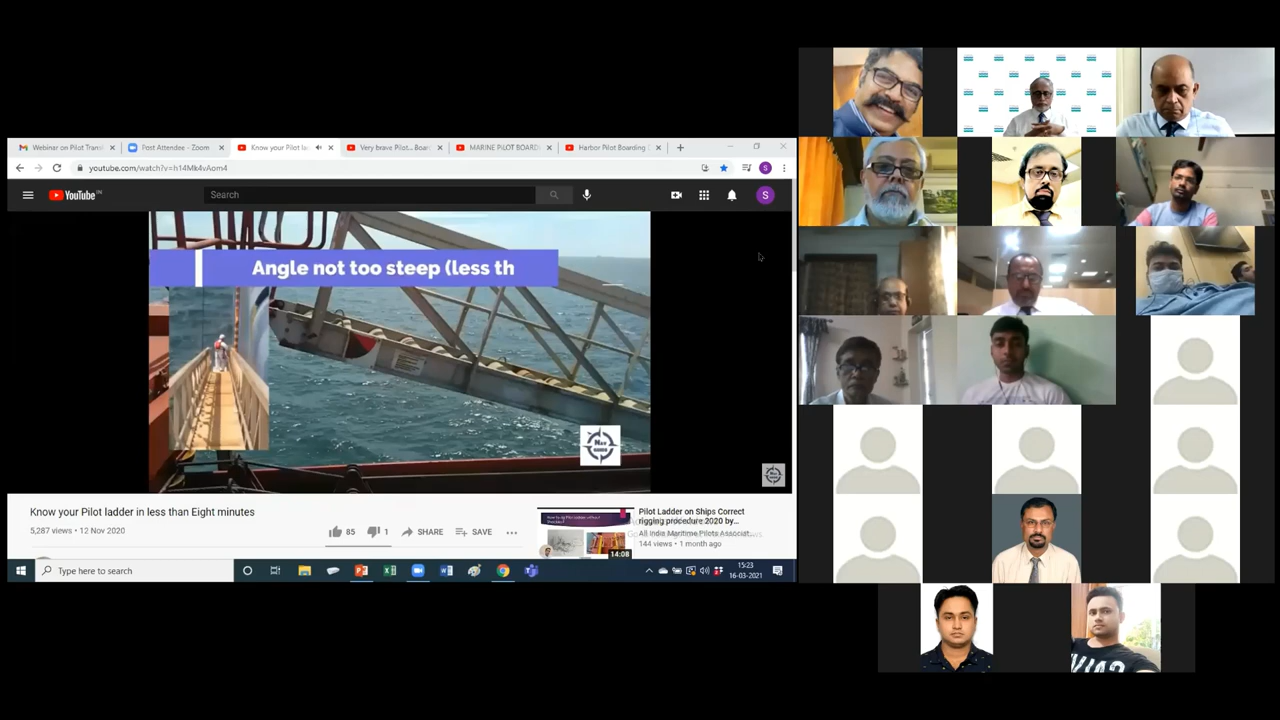 Webinar on Pilot Trans
Post Attendee - Zoom
Know your Pilot la
Very brave Pilot... Boar
MARINE PILOT BOARD
Harbor Pilot Boarding
youtube.com/watch?v=h14Mk4vAom4
S
YouTube IN
Search
S
Angle not too steep (less th
Know your Pilot ladder in less than Eight minutes
5,287 views • 12 Nov 2020
85
1
SHARE
SAVE
Pilot Ladder on Ships Correct
rigging procedure 2020 by...
All India Maritime Pilots Associat...
144 views • 1 month ago
14:08
Type here to search
15:23
16-03-2021